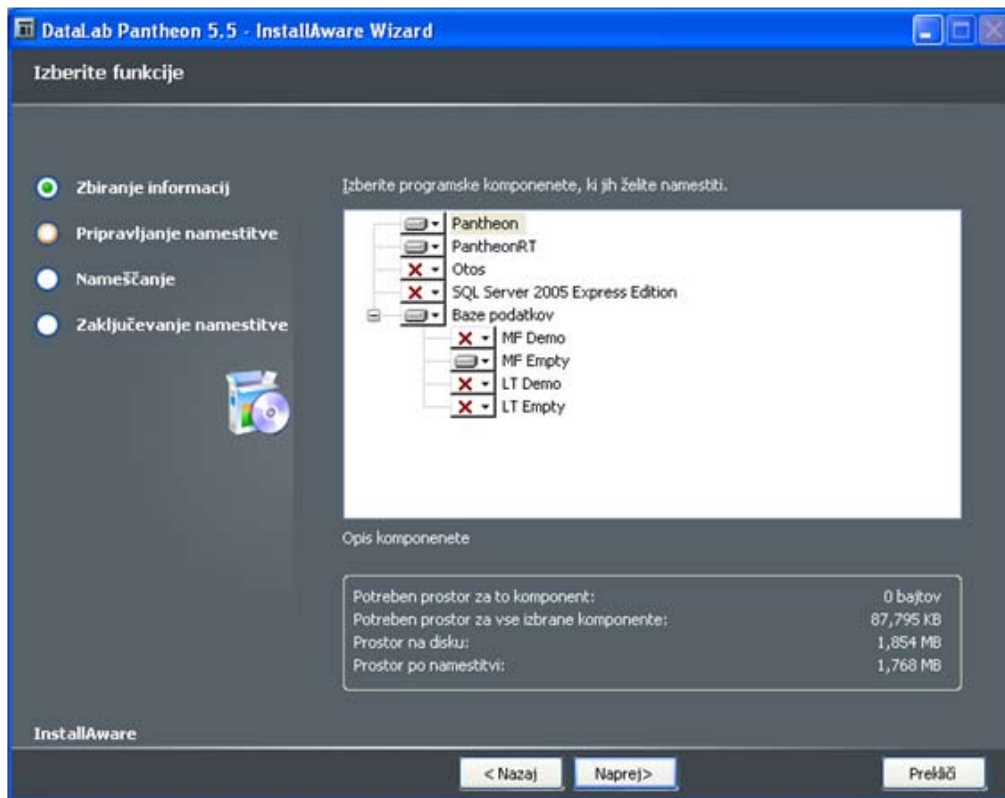 DataLab Pantheon 5.5 - InstallAware Wizard
Izberite funkcije
Zbiranje informacij
Pripravljanje namestitve
Nameščanje
Zaključevanje namestitve
Izberite programske komponenete, ki jih želite namestiti.
Pantheon
PantheonRT
Otos
SQL Server 2005 Express Edition
Baze podatkov
MF Demo
MF Empty
LT Demo
LT Empty
Opis komponenete
Potreben prostor za to komponent: 0 bajtov
Potreben prostor za vse izbrane komponente: 87,795 KB
Prostor na disku: 1,854 MB
Prostor po namestitvi: 1,768 MB
InstallAware
< Nazaj
Naprej>
Prekliči